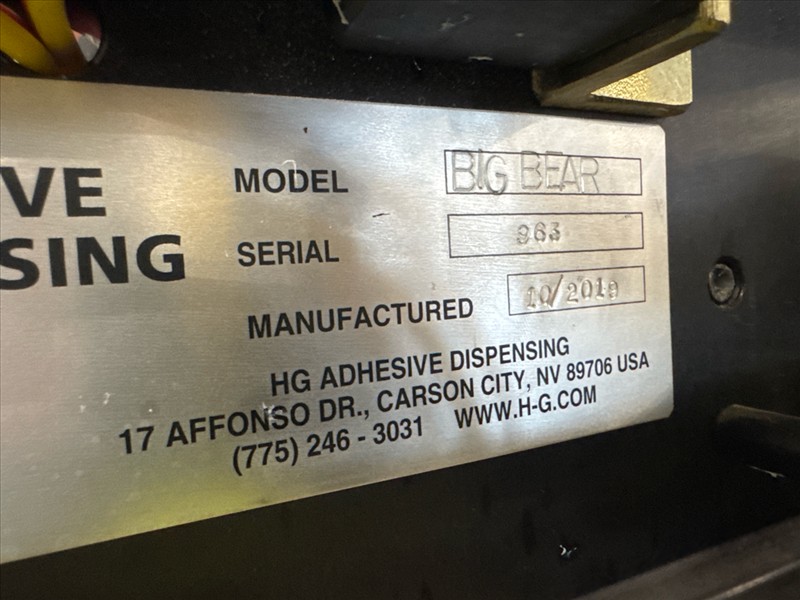 VE
SING
MODEL BIG BEAR
SERIAL 963
MANUFACTURED 10/2019
HG ADHESIVE DISPENSING
17 AFFONSO DR., CARSON CITY, NV 89706 USA
(775) 246 - 3031 WWW.H-G.COM